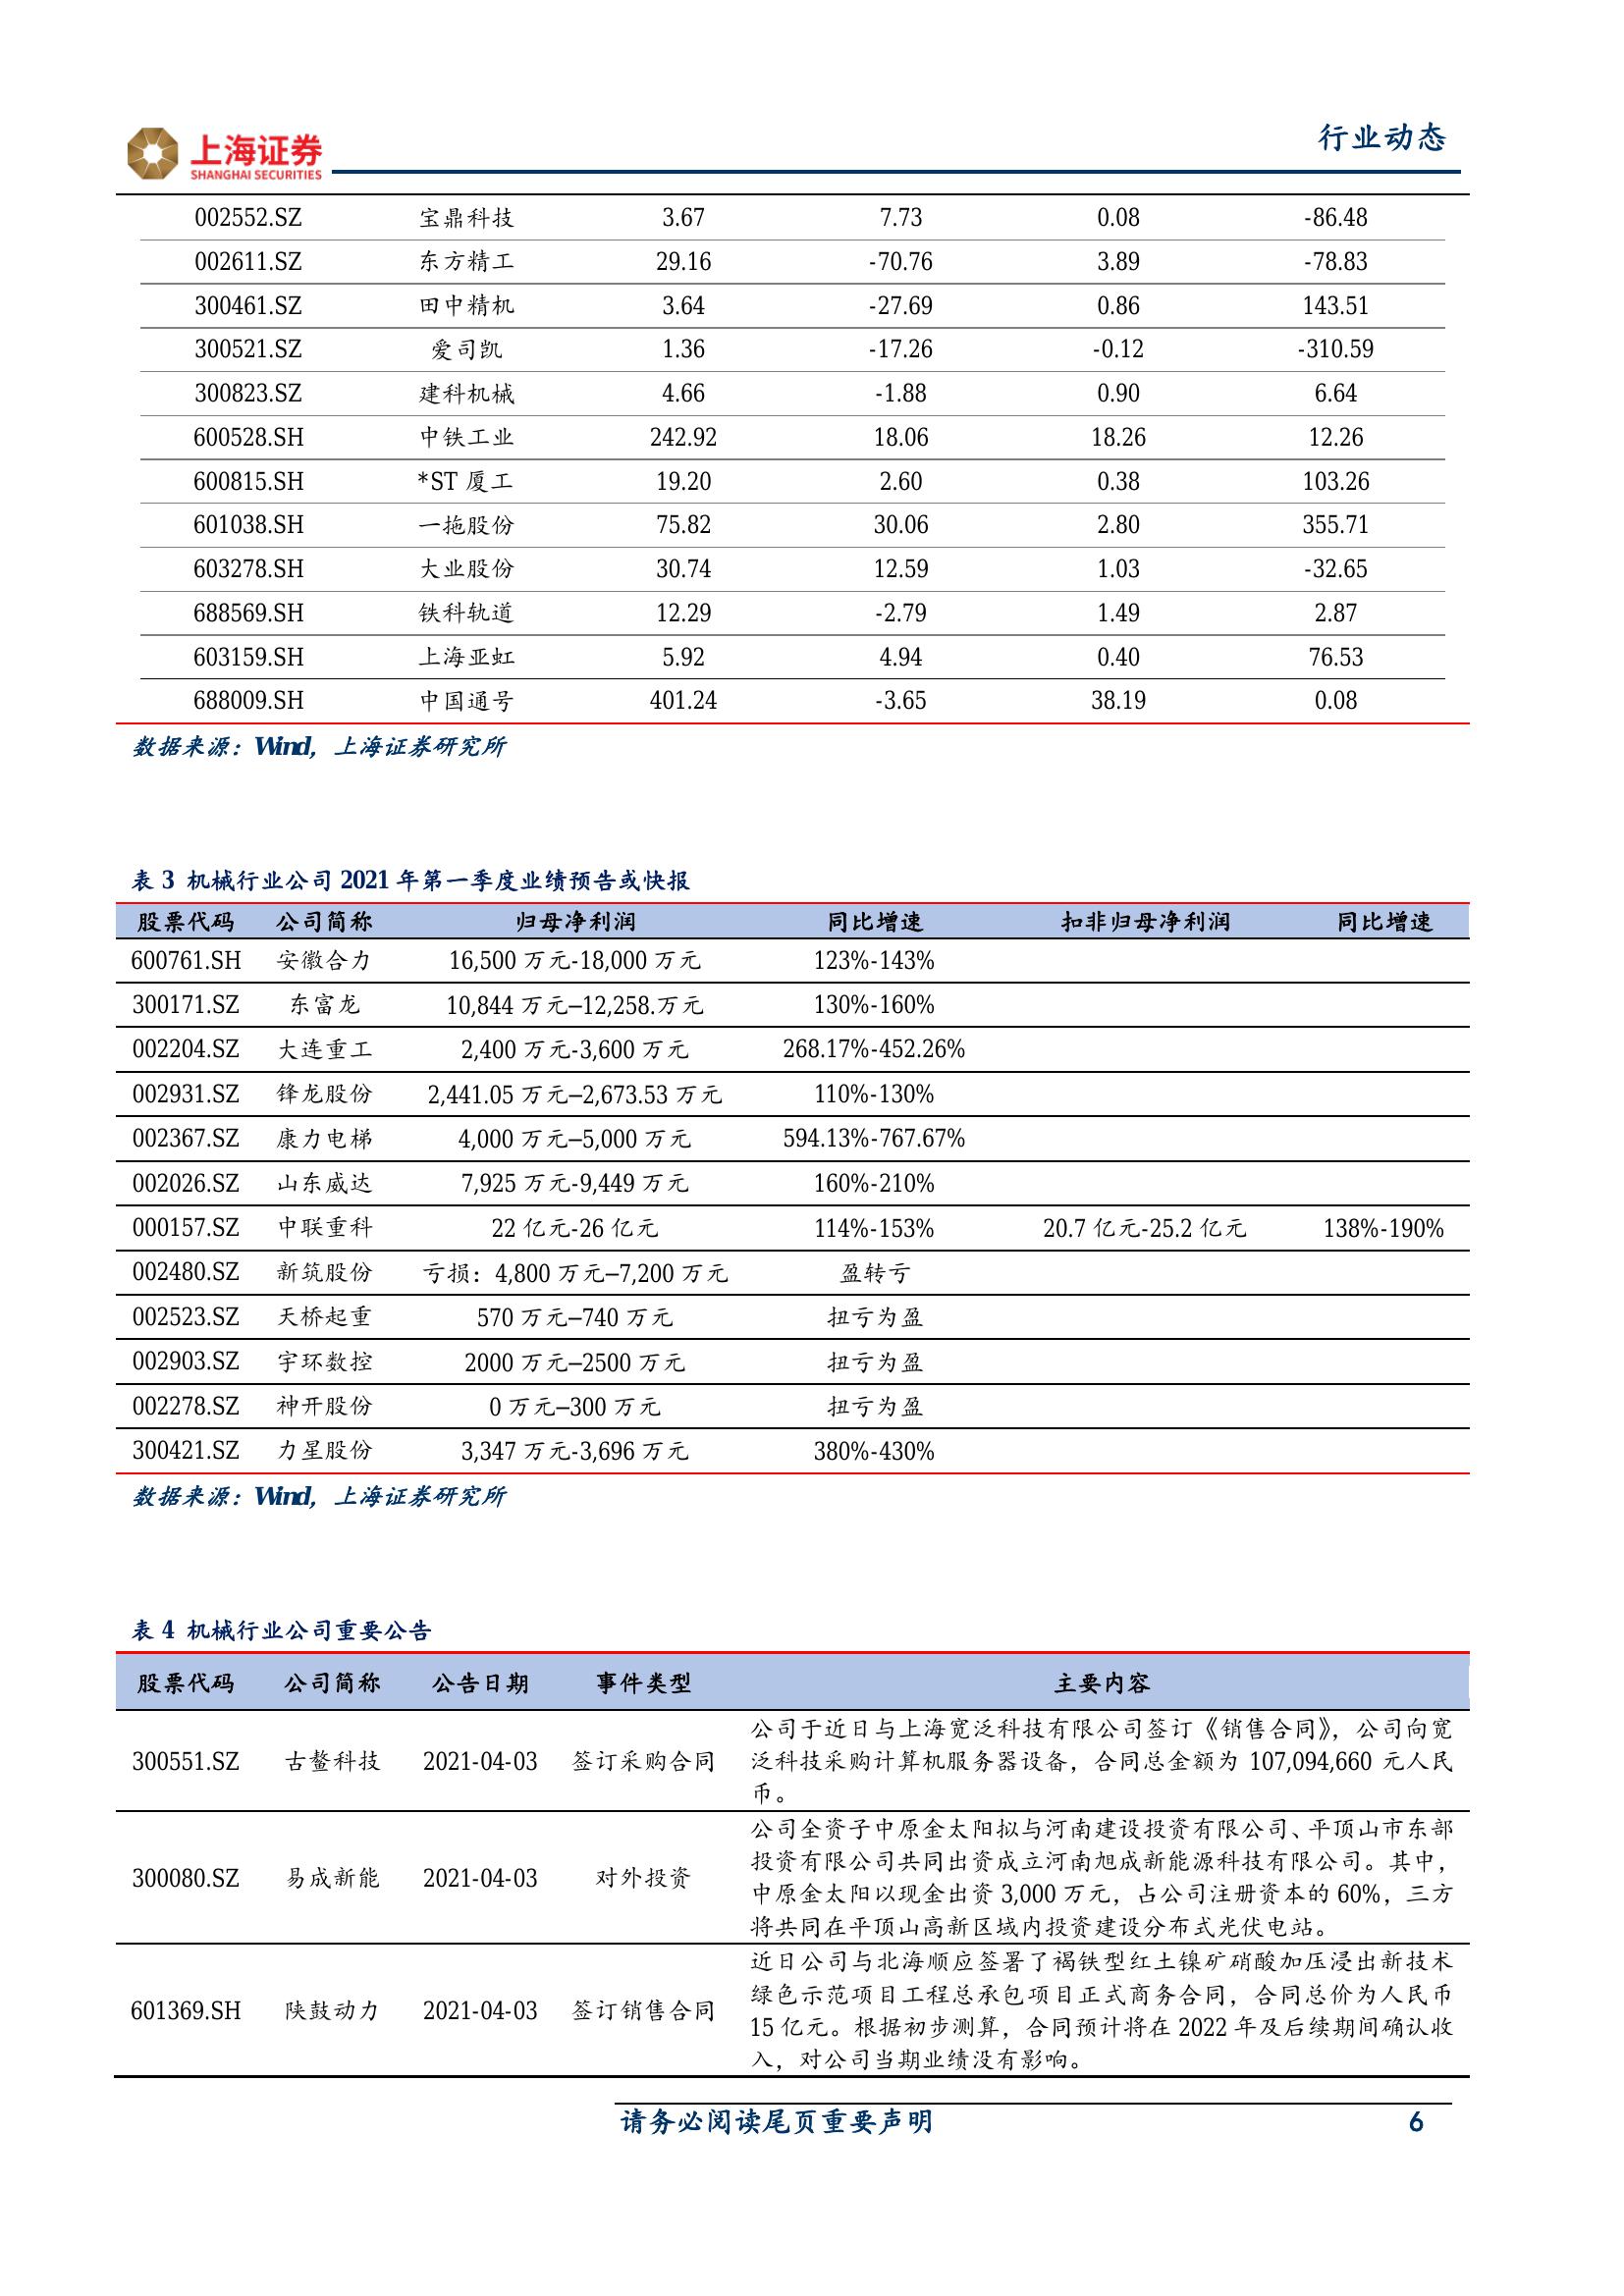 上海证券
SHANGHAI SECURITIES
行业动态
002552.SZ 宝鼎科技 3.67 7.73 0.08 -86.48
002611.SZ 东方精工 29.16 -70.76 3.89 -78.83
300461.SZ 田中精机 3.64 -27.69 0.86 143.51
300521.SZ 爱司凯 1.36 -17.26 -0.12 -310.59
300823.SZ 建科机械 4.66 -1.88 0.90 6.64
600528.SH 中铁工业 242.92 18.06 18.26 12.26
600815.SH *ST 厦工 19.20 2.60 0.38 103.26
601038.SH 一拖股份 75.82 30.06 2.80 355.71
603278.SH 大业股份 30.74 12.59 1.03 -32.65
688569.SH 铁科轨道 12.29 -2.79 1.49 2.87
603159.SH 上海亚虹 5.92 4.94 0.40 76.53
688009.SH 中国通号 401.24 -3.65 38.19 0.08
数据来源：Wind，上海证券研究所
表 3 机械行业公司 2021 年第一季度业绩预告或快报
股票代码 公司简称 归母净利润 同比增速 扣非归母净利润 同比增速
600761.SH 安徽合力 16,500 万元-18,000 万元 123%-143%
300171.SZ 东富龙 10,844 万元–12,258.万元 130%-160%
002204.SZ 大连重工 2,400 万元-3,600 万元 268.17%-452.26%
002931.SZ 锋龙股份 2,441.05 万元–2,673.53 万元 110%-130%
002367.SZ 康力电梯 4,000 万元–5,000 万元 594.13%-767.67%
002026.SZ 山东威达 7,925 万元-9,449 万元 160%-210%
000157.SZ 中联重科 22 亿元-26 亿元 114%-153% 20.7 亿元-25.2 亿元 138%-190%
002480.SZ 新筑股份 亏损：4,800 万元–7,200 万元 盈转亏
002523.SZ 天桥起重 570 万元–740 万元 扭亏为盈
002903.SZ 宇环数控 2000 万元–2500 万元 扭亏为盈
002278.SZ 神开股份 0 万元–300 万元 扭亏为盈
300421.SZ 力星股份 3,347 万元-3,696 万元 380%-430%
数据来源：Wind，上海证券研究所
表 4 机械行业公司重要公告
股票代码 公司简称 公告日期 事件类型 主要内容
公司于近日与上海宽泛科技有限公司签订《销售合同》，公司向宽
300551.SZ 古鳌科技 2021-04-03 签订采购合同 泛科技采购计算机服务器设备，合同总金额为 107,094,660 元人民
币。
公司全资子中原金太阳拟与河南建设投资有限公司、平顶山市东部
投资有限公司共同出资成立河南旭成新能源科技有限公司。其中，
300080.SZ 易成新能 2021-04-03 对外投资 中原金太阳以现金出资 3,000 万元，占公司注册资本的 60%，三方
将共同在平顶山高新区域内投资建设分布式光伏电站。
近日公司与北海顺应签署了褐铁型红土镍矿硝酸加压浸出新技术
绿色示范项目工程总承包项目正式商务合同，合同总价为人民币
601369.SH 陕鼓动力 2021-04-03 签订销售合同 15 亿元。根据初步测算，合同预计将在 2022 年及后续期间确认收
入，对公司当期业绩没有影响。
请务必阅读尾页重要声明 6